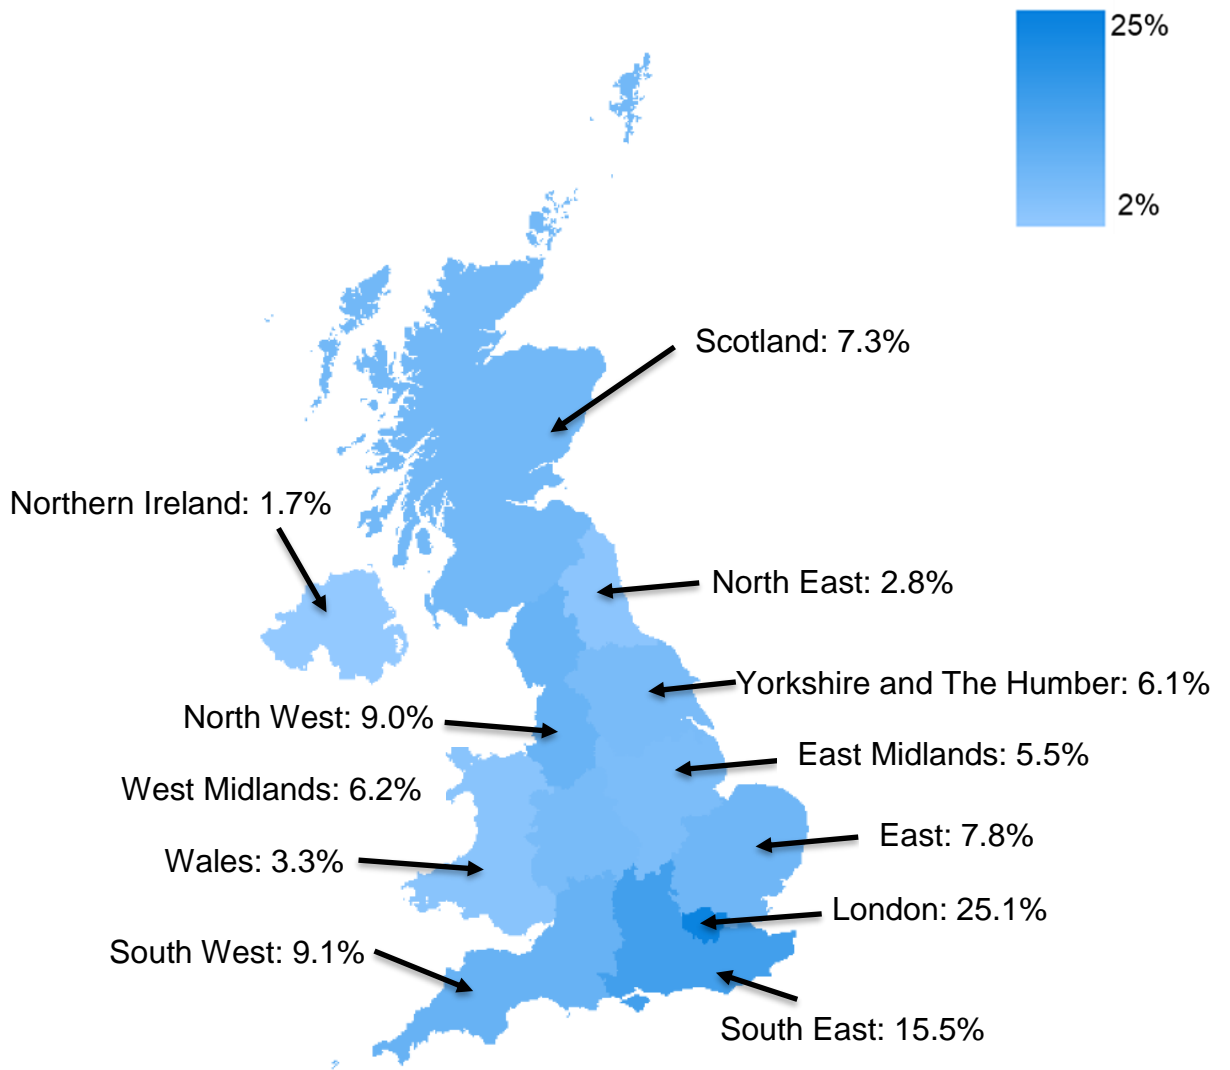 25%
2%
Scotland: 7.3%
Northern Ireland: 1.7%
North East: 2.8%
Yorkshire and The Humber: 6.1%
North West: 9.0%
East Midlands: 5.5%
West Midlands: 6.2%
East: 7.8%
Wales: 3.3%
London: 25.1%
South West: 9.1%
South East: 15.5%